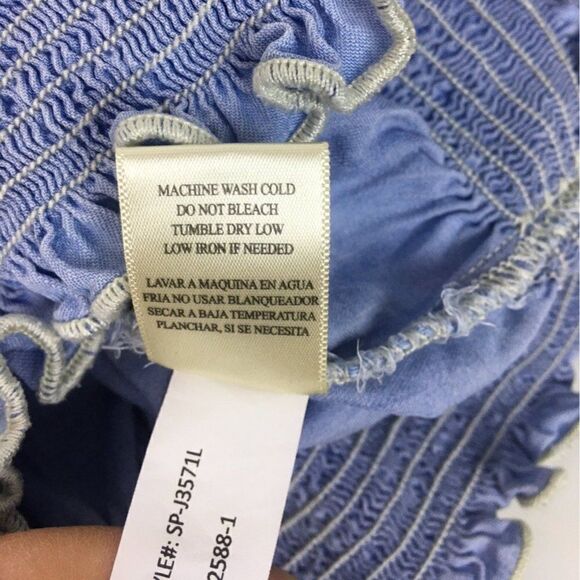 MACHINE WASH COLD
DO NOT BLEACH
TUMBLE DRY LOW
LOW IRON IF NEEDED
LAVAR A MAQUINA EN AGUA
FRIA NO USAR BLANQUEADOR
SECAR A BAJA TEMPERATURA
PLANCHAR, SI SE NECESITA
YLE#: SP-J3571L
2588-1